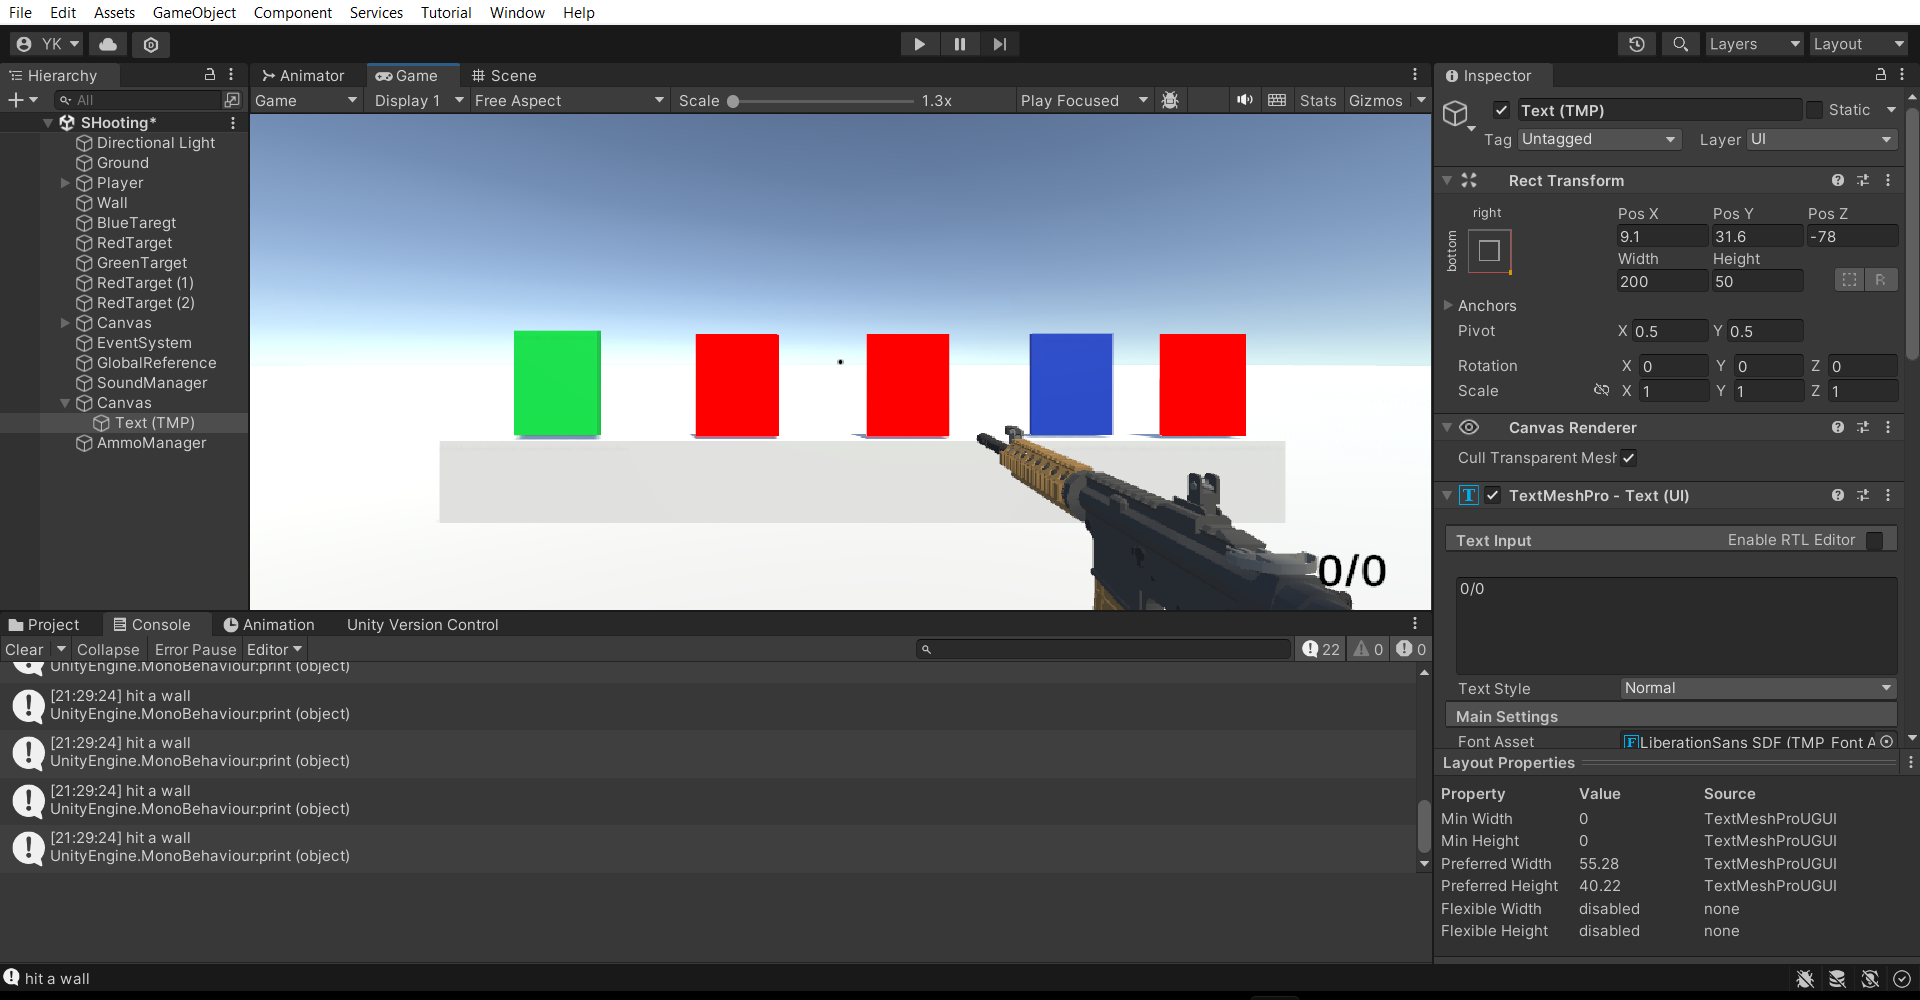 File Edit Assets GameObject Component Services Tutorial Window Help
YK Layers Layout
Hierarchy
All
SHooting*
Directional Light
Ground
Player
Wall
BlueTaregt
RedTarget
GreenTarget
RedTarget (1)
RedTarget (2)
Canvas
EventSystem
GlobalReference
SoundManager
Canvas
Text (TMP)
AmmoManager
Animator Game Scene
Game Display 1 Free Aspect Scale 1.3x Play Focused Stats Gizmos
0/0
Project Console Animation Unity Version Control
Clear Collapse Error Pause Editor 22 0 0
UnityEngine.MonoBehaviour:print (object)
[21:29:24] hit a wall
UnityEngine.MonoBehaviour:print (object)
[21:29:24] hit a wall
UnityEngine.MonoBehaviour:print (object)
[21:29:24] hit a wall
UnityEngine.MonoBehaviour:print (object)
[21:29:24] hit a wall
UnityEngine.MonoBehaviour:print (object)
hit a wall
Inspector
Text (TMP) Static
Tag Untagged Layer UI
Rect Transform
right
bottom
Pos X Pos Y Pos Z
9.1 31.6 -78
Width Height
200 50 R
Anchors
Pivot X 0.5 Y 0.5
Rotation X 0 Y 0 Z 0
Scale X 1 Y 1 Z 1
Canvas Renderer
Cull Transparent Mesh
TextMeshPro - Text (UI)
Text Input Enable RTL Editor
0/0
Text Style Normal
Main Settings
Font Asset LiberationSans SDF (TMP_Font A
Layout Properties
Property Value Source
Min Width 0 TextMeshProUGUI
Min Height 0 TextMeshProUGUI
Preferred Width 55.28 TextMeshProUGUI
Preferred Height 40.22 TextMeshProUGUI
Flexible Width disabled none
Flexible Height disabled none